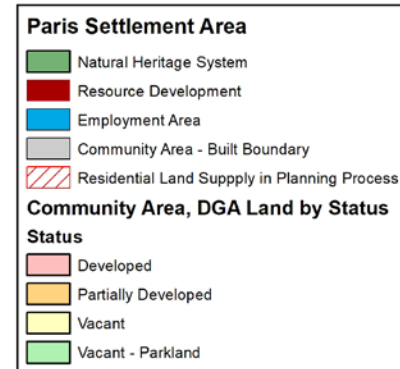 Paris Settlement Area
Natural Heritage System
Resource Development
Employment Area
Community Area - Built Boundary
Residential Land Suppply in Planning Process
Community Area, DGA Land by Status
Status
Developed
Partially Developed
Vacant
Vacant - Parkland